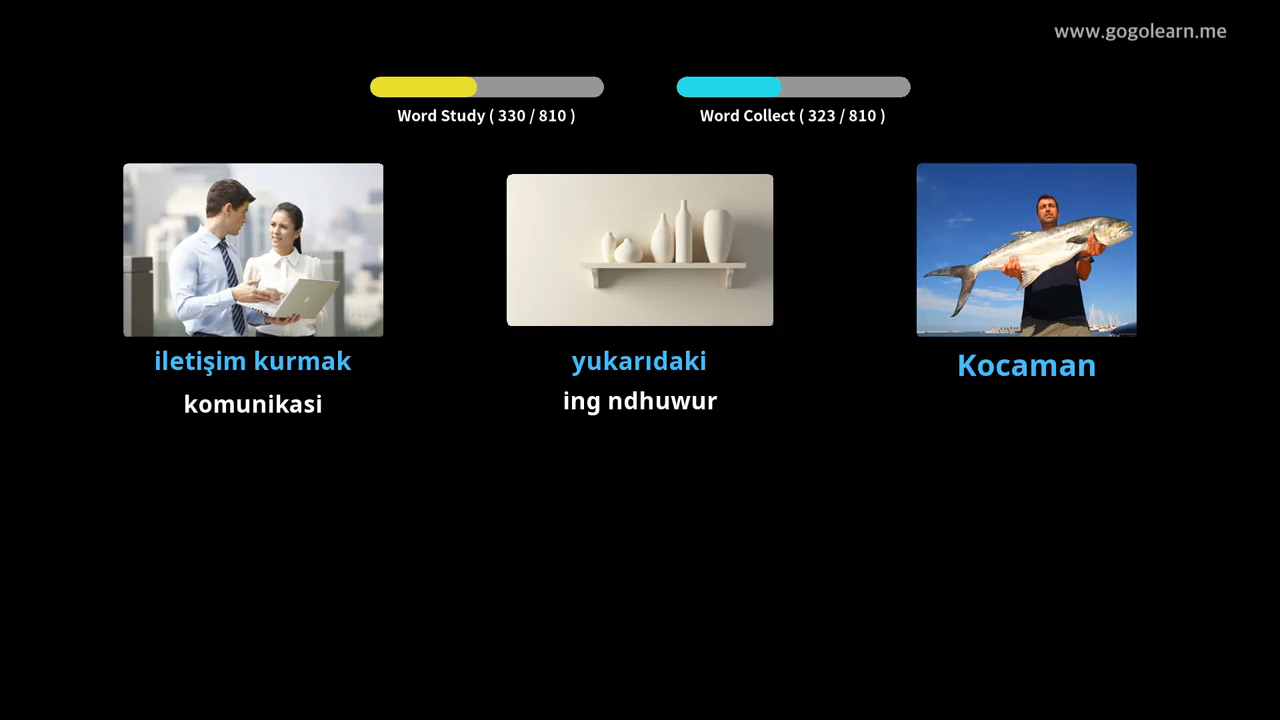 www.gogolearn.me
Word Study ( 330 / 810 )
Word Collect ( 323 / 810 )
iletişim kurmak
komunikasi
yukarıdaki
ing ndhuwur
Kocaman